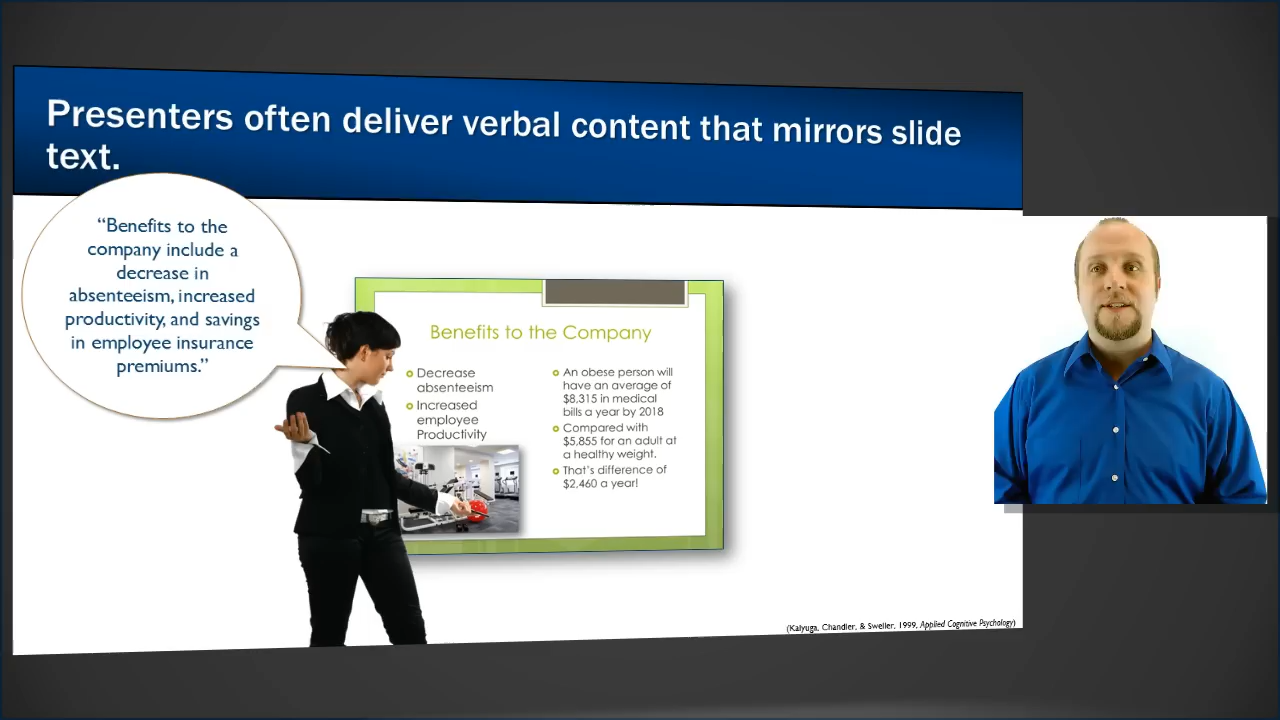 Presenters often deliver verbal content that mirrors slide
text.
“Benefits to the
company include a
decrease in
absenteeism, increased
productivity, and savings
in employee insurance
premiums.”
Benefits to the Company
Decrease
absenteeism
Increased
employee
Productivity
An obese person will
have an average of
$8,315 in medical
bills a year by 2018
Compared with
$5,855 for an adult at
a healthy weight.
That’s difference of
$2,460 a year!
(Kalyuga, Chandler, & Sweller, 1999, Applied Cognitive Psychology)